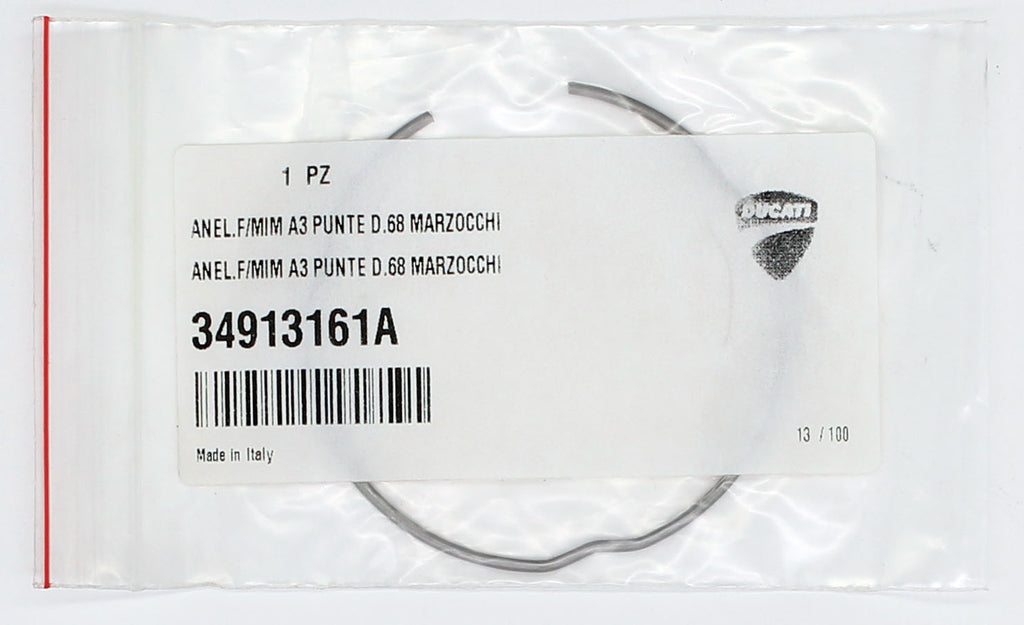 1 PZ
ANEL.F/MIM A3 PUNTE D.68 MARZOCCHI
DUCATI
ANEL.F/MIM A3 PUNTE D.68 MARZOCCHI
34913161A
13 / 100
Made in Italy